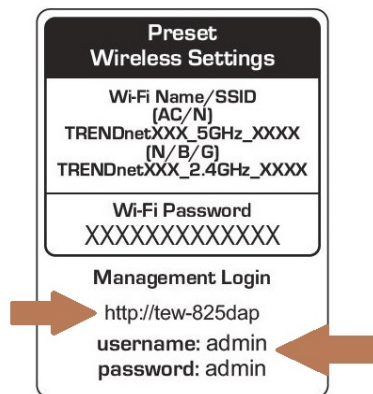 Preset
Wireless Settings
Wi-Fi Name/SSID
(AC/N)
TRENDnetXXX_5GHz_XXXX
(N/B/G)
TRENDnetXXX_2.4GHz_XXXX
Wi-Fi Password
XXXXXXXXXXXXX
Management Login
http://tew-825dap
username: admin
password: admin